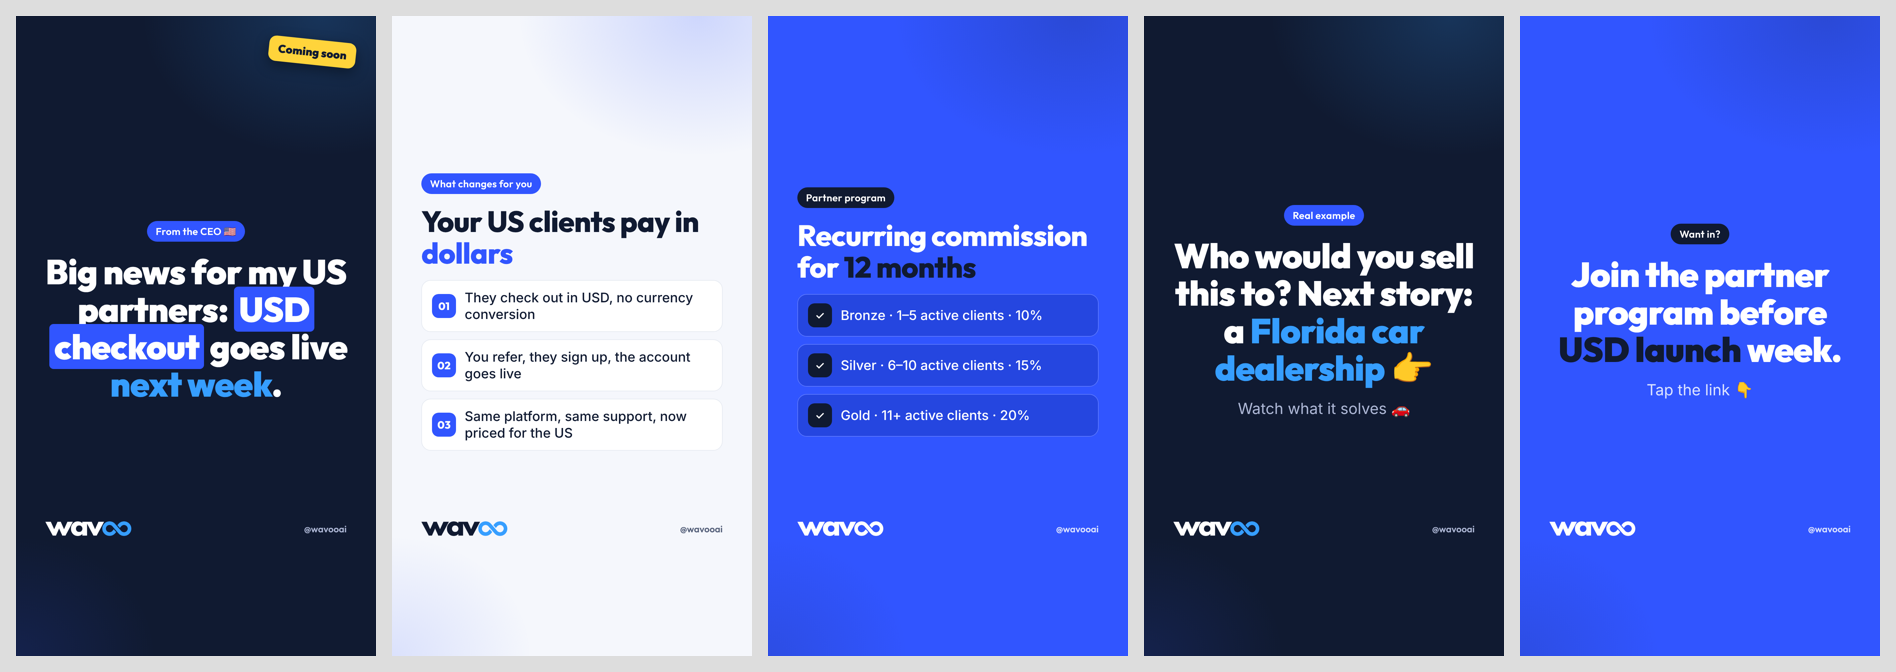 Coming soon
From the CEO 🇺🇸
Big news for my US
partners: USD
checkout goes live
next week.
wavoo
@wavooai
What changes for you
Your US clients pay in
dollars
01
They check out in USD, no currency
conversion
02
You refer, they sign up, the account
goes live
03
Same platform, same support, now
priced for the US
wavoo
@wavooai
Partner program
Recurring commission
for 12 months
Bronze · 1–5 active clients · 10%
Silver · 6–10 active clients · 15%
Gold · 11+ active clients · 20%
wavoo
@wavooai
Real example
Who would you sell
this to? Next story:
a Florida car
dealership 👉
Watch what it solves 🚗
wavoo
@wavooai
Want in?
Join the partner
program before
USD launch week.
Tap the link 👇
wavoo
@wavooai